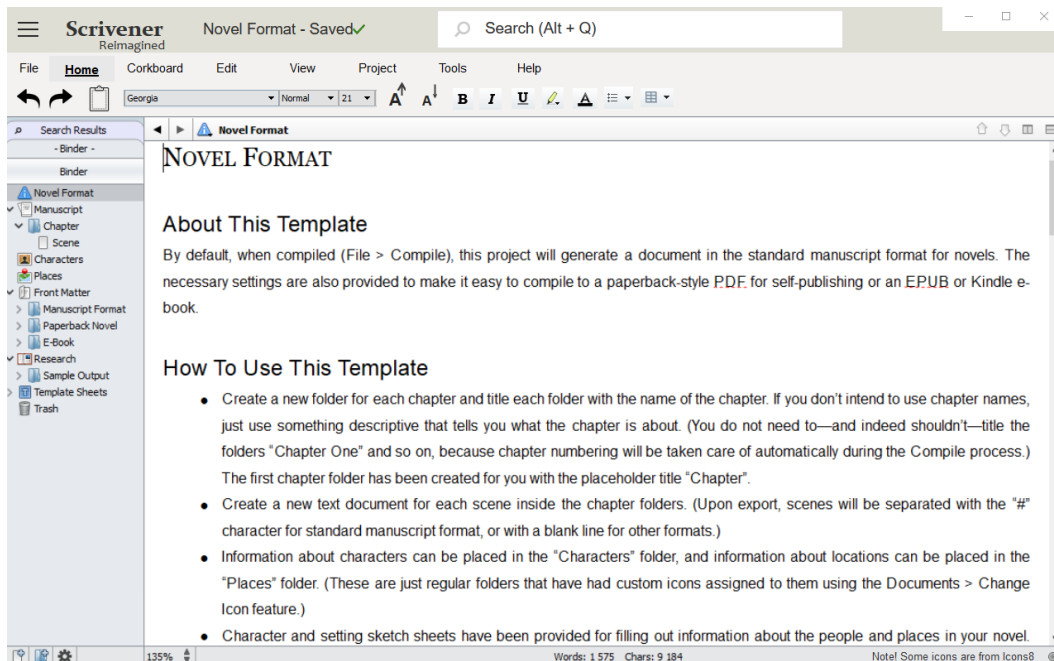 Scrivener
Reimagined
Novel Format - Saved
Search (Alt + Q)
File Home Corkboard Edit View Project Tools Help
Georgia Normal 21 A A B I U A
Search Results
- Binder -
Binder
Novel Format
Manuscript
Chapter
Scene
Characters
Places
Front Matter
Manuscript Format
Paperback Novel
E-Book
Research
Sample Output
Template Sheets
Trash
Novel Format
NOVEL FORMAT
About This Template
By default, when compiled (File > Compile), this project will generate a document in the standard manuscript format for novels. The
necessary settings are also provided to make it easy to compile to a paperback-style PDF for self-publishing or an EPUB or Kindle e-
book.
How To Use This Template
● Create a new folder for each chapter and title each folder with the name of the chapter. If you don’t intend to use chapter names,
just use something descriptive that tells you what the chapter is about. (You do not need to—and indeed shouldn’t—title the
folders “Chapter One” and so on, because chapter numbering will be taken care of automatically during the Compile process.)
The first chapter folder has been created for you with the placeholder title “Chapter”.
● Create a new text document for each scene inside the chapter folders. (Upon export, scenes will be separated with the “#”
character for standard manuscript format, or with a blank line for other formats.)
● Information about characters can be placed in the “Characters” folder, and information about locations can be placed in the
“Places” folder. (These are just regular folders that have had custom icons assigned to them using the Documents > Change
Icon feature.)
● Character and setting sketch sheets have been provided for filling out information about the people and places in your novel.
135%
Words: 1 575 Chars: 9 184
Note! Some icons are from Icons8